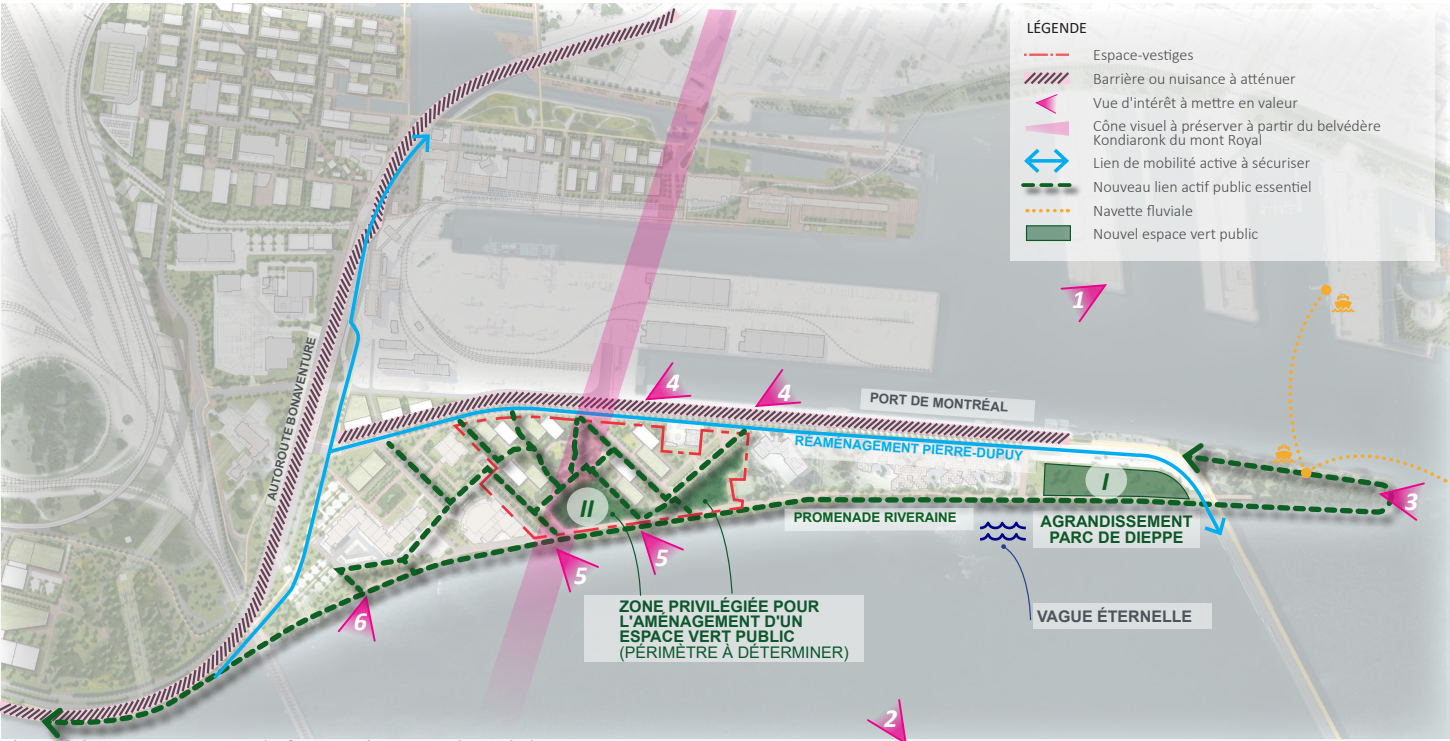 LÉGENDE
Espace-vestiges
Barrière ou nuisance à atténuer
Vue d'intérêt à mettre en valeur
Cône visuel à préserver à partir du belvédère
Kondiaronk du mont Royal
Lien de mobilité active à sécuriser
Nouveau lien actif public essentiel
Navette fluviale
Nouvel espace vert public
1
AUTOROUTE BONAVENTURE
4
4
PORT DE MONTRÉAL
RÉAMÉNAGEMENT PIERRE-DUPUY
I
3
II
PROMENADE RIVERAINE
AGRANDISSEMENT
PARC DE DIEPPE
5
5
6
ZONE PRIVILÉGIÉE POUR
L'AMÉNAGEMENT D'UN
ESPACE VERT PUBLIC
(PÉRIMÈTRE À DÉTERMINER)
VAGUE ÉTERNELLE
2